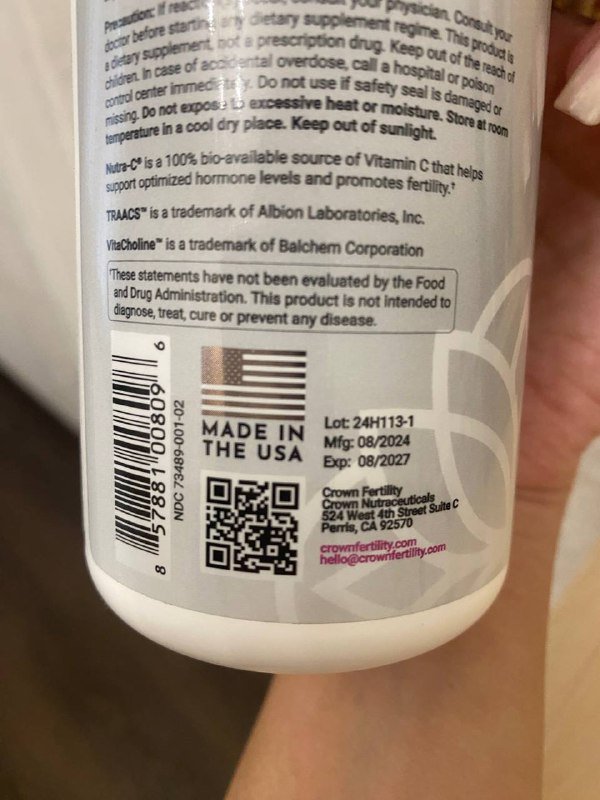 Precaution: If physician. Consult your
doctor before starting any dietary supplement regime. This product is
a dietary supplement, not a prescription drug. Keep out of the reach of
children. In case of accidental overdose, call a hospital or poison
control center immediately. Do not use if safety seal is damaged or
missing. Do not expose to excessive heat or moisture. Store at room
temperature in a cool dry place. Keep out of sunlight.
Nutra-C® is a 100% bio-available source of Vitamin C that helps
support optimized hormone levels and promotes fertility.†
TRAACS™ is a trademark of Albion Laboratories, Inc.
VitaCholine™ is a trademark of Balchem Corporation
†These statements have not been evaluated by the Food
and Drug Administration. This product is not intended to
diagnose, treat, cure or prevent any disease.
8 57881 00809 6
NDC 73489-001-02
MADE IN
THE USA
Lot: 24H113-1
Mfg: 08/2024
Exp: 08/2027
Crown Fertility
Crown Nutraceuticals
524 West 4th Street Suite C
Perris, CA 92570
crownfertility.com
hello@crownfertility.com